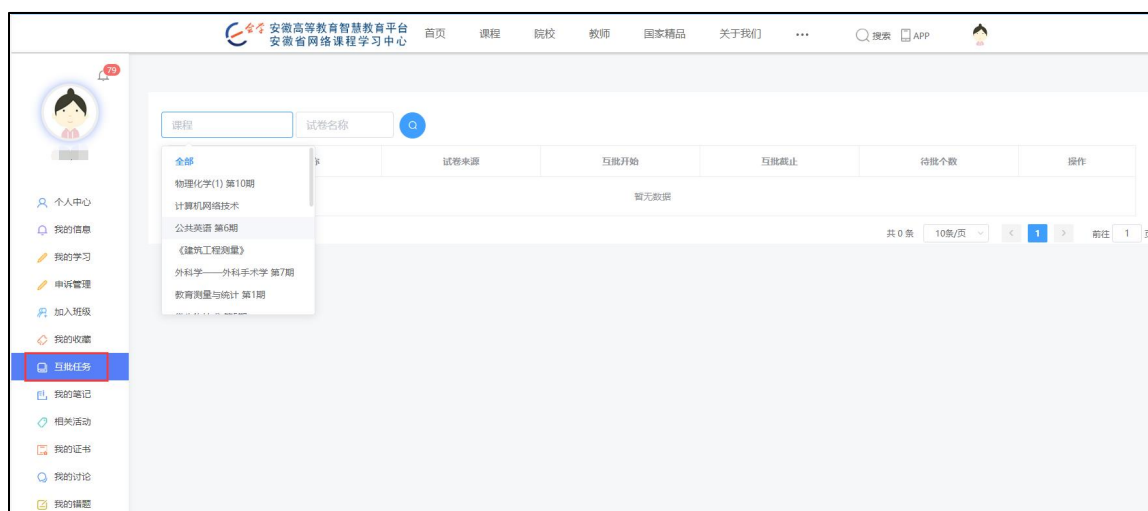 会学 安徽高等教育智慧教育平台
安徽省网络课程学习中心
首页 课程 院校 教师 国家精品 关于我们 ••• 搜索 APP
79
个人中心
我的信息
我的学习
申诉管理
加入班级
我的收藏
互批任务
我的笔记
相关活动
我的证书
我的讨论
我的错题
课程 试卷名称
试卷来源 互批开始 互批截止 待批个数 操作
暂无数据
全部
物理化学(1) 第10期
计算机网络技术
公共英语 第6期
《建筑工程测量》
外科学——外科手术学 第7期
教育测量与统计 第1期
共 0 条 10条/页 < 1 > 前往 1